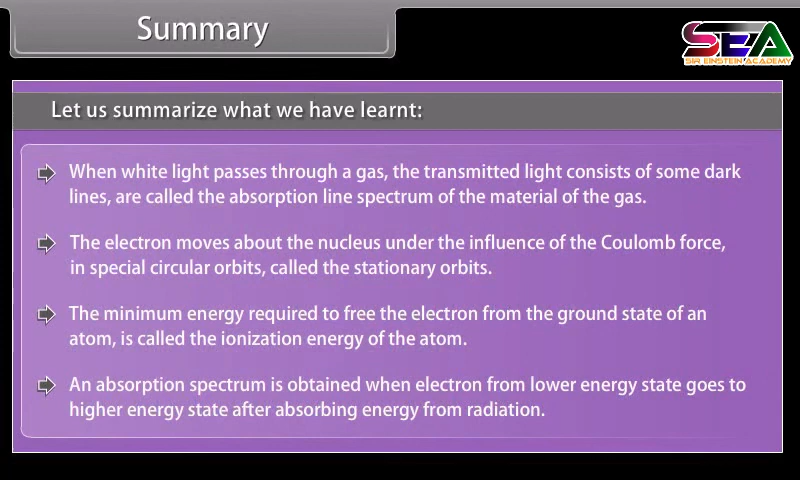 Summary
SEA
SIR EINSTEIN ACADEMY
Let us summarize what we have learnt:
When white light passes through a gas, the transmitted light consists of some dark
lines, are called the absorption line spectrum of the material of the gas.
The electron moves about the nucleus under the influence of the Coulomb force,
in special circular orbits, called the stationary orbits.
The minimum energy required to free the electron from the ground state of an
atom, is called the ionization energy of the atom.
An absorption spectrum is obtained when electron from lower energy state goes to
higher energy state after absorbing energy from radiation.